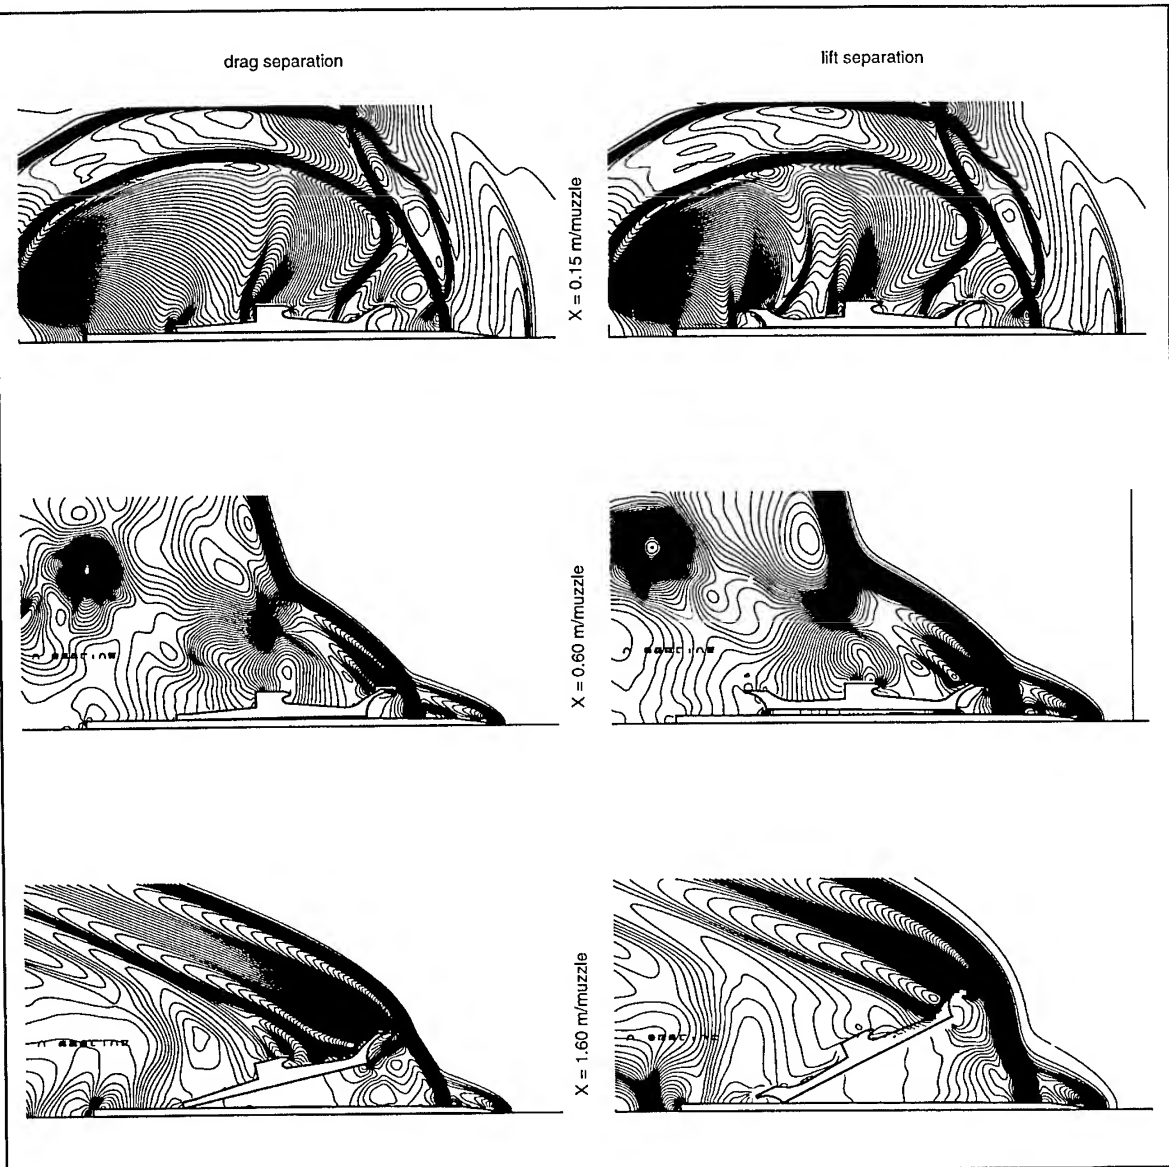 drag separation
lift separation
X = 0.15 m/muzzle
X = 0.60 m/muzzle
X = 1.60 m/muzzle